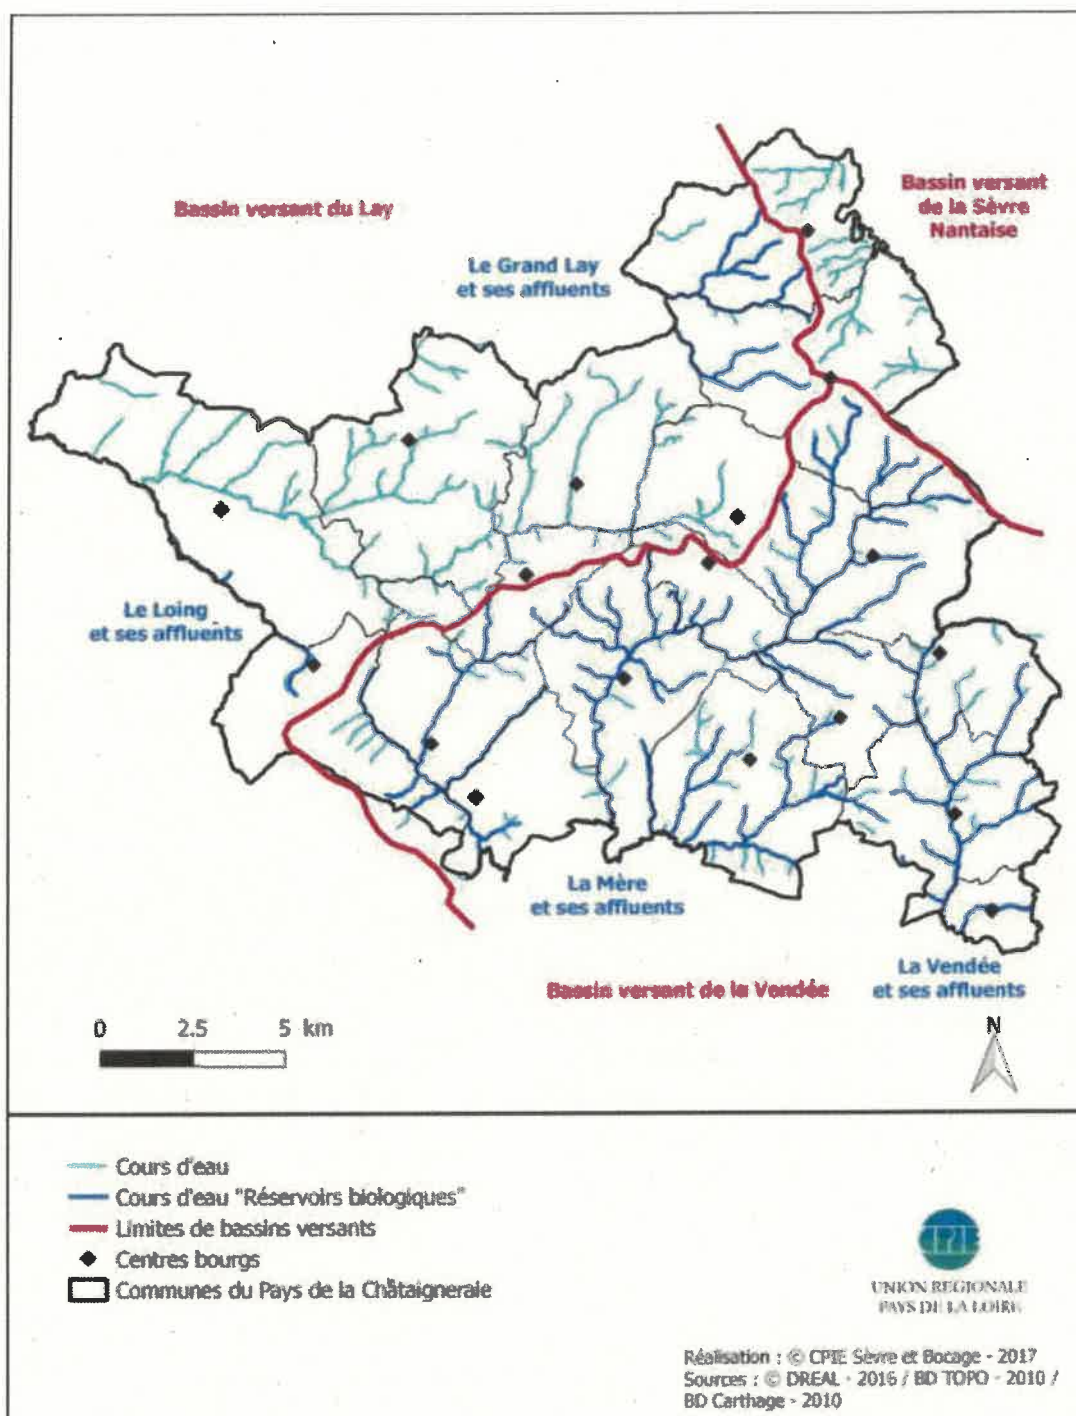 Bassin versant du Lay
Bassin versant
de la Sèvre
Nantaise
Le Grand Lay
et ses affluents
Le Loing
et ses affluents
La Mère
et ses affluents
La Vendée
et ses affluents
Bassin versant de la Vendée
0 2.5 5 km
N
Cours d'eau
Cours d'eau "Réservoirs biologiques"
Limites de bassins versants
Centres bourgs
Communes du Pays de la Châtaigneraie
CPIE
UNION REGIONALE
PAYS DE LA LOIRE
Réalisation : © CPIE Sèvre et Bocage - 2017
Sources : © DREAL - 2016 / BD TOPO - 2010 /
BD Carthage - 2010